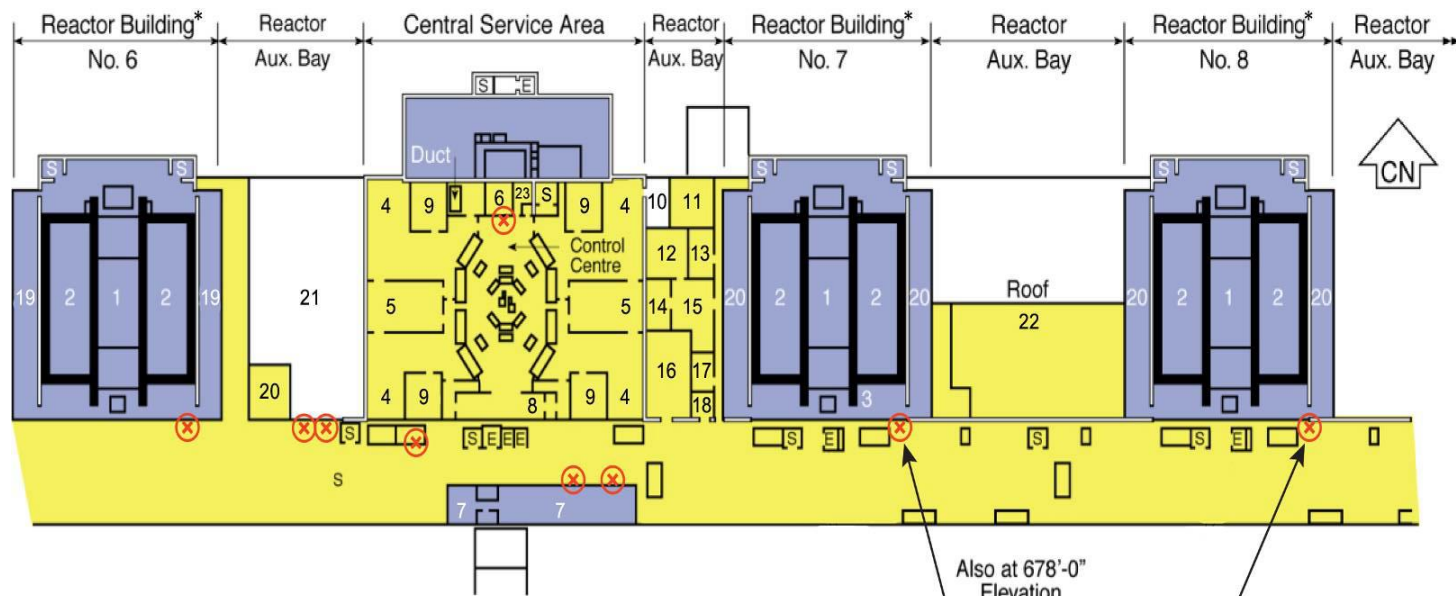 Reactor Building* Reactor Central Service Area Reactor Reactor Building* Reactor Reactor Building* Reactor
No. 6 Aux. Bay Aux. Bay No. 7 Aux. Bay No. 8 Aux. Bay
S E
Duct
S S S S S S
CN
4 9 6 23 S 9 4 10 11
Control
Centre
12 13
19 2 1 2 19 21 5 5 14 15 20 2 1 2 20 Roof 20 2 1 2 20
22
16 17
20 4 9 8 9 4 18 3
S S E E E S E S S E
S
7 7
Also at 678'-0"
Elevation